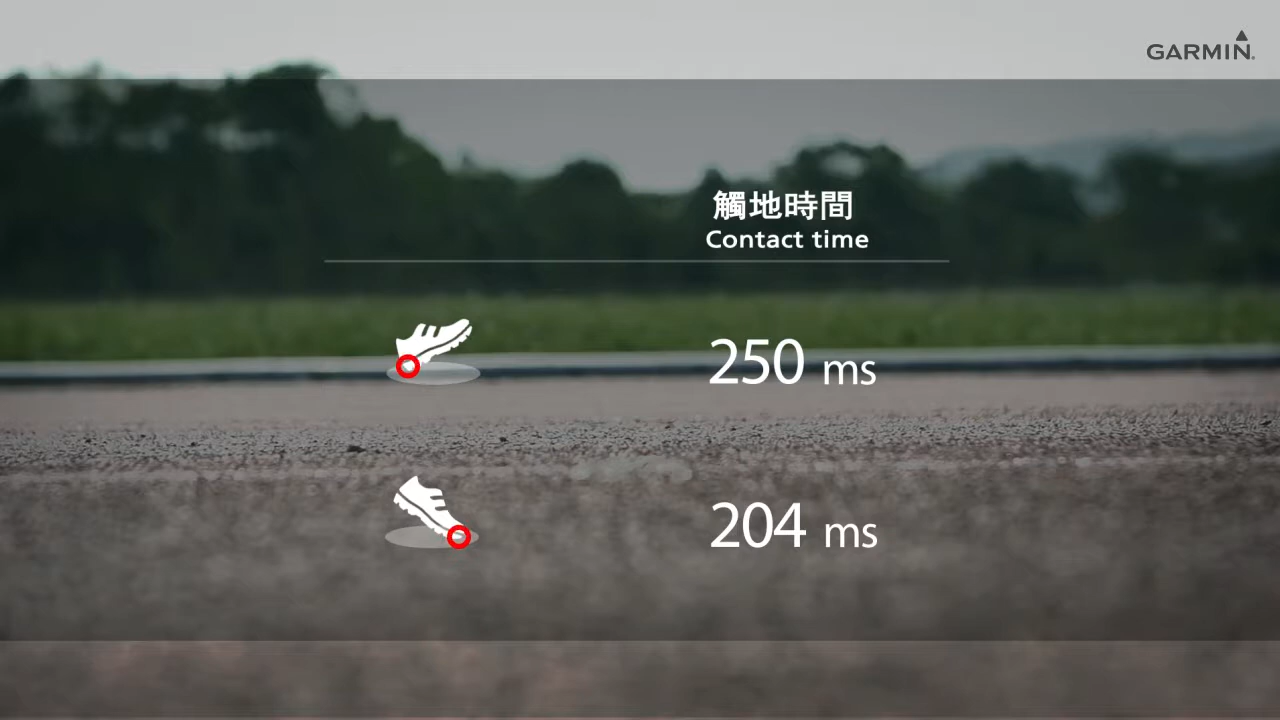 GARMIN
觸地時間
Contact time
250 ms
204 ms